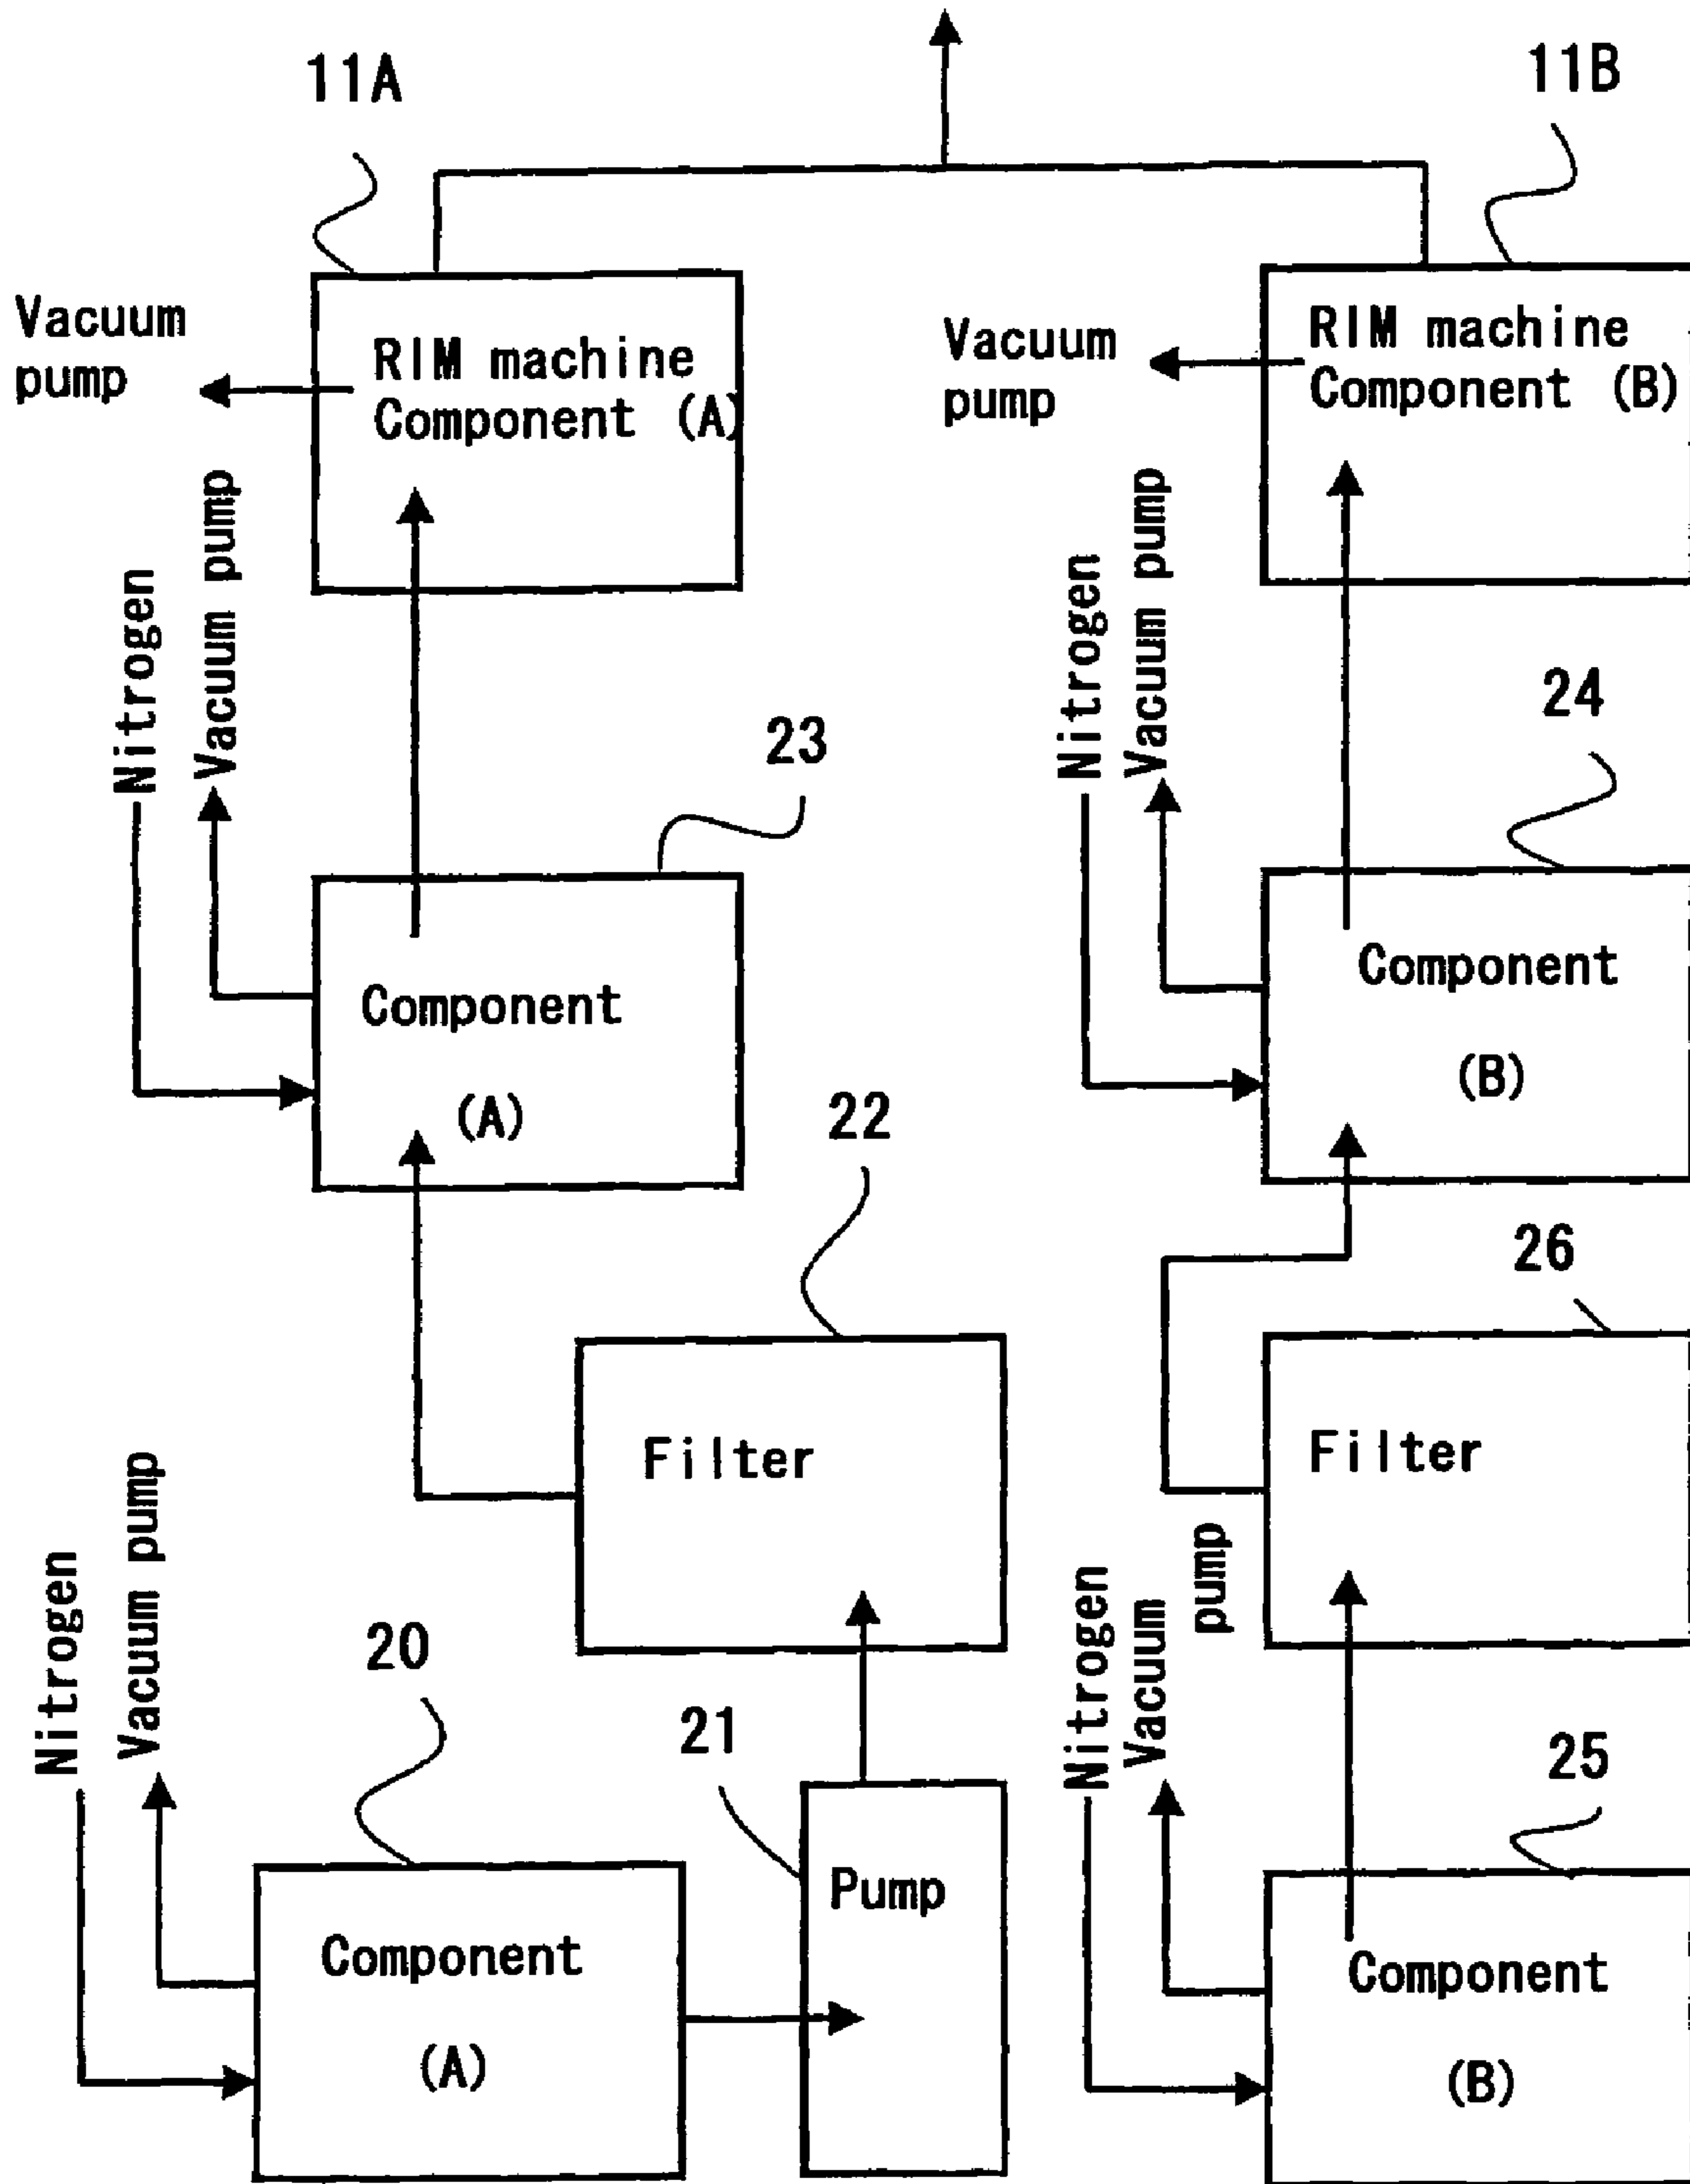 11A
11B
Vacuum
pump
RIM machine
Component (A)
Vacuum
pump
RIM machine
Component (B)
Nitrogen
Vacuum pump
Nitrogen
Vacuum pump
23
24
Component
(A)
Component
(B)
22
26
Filter
Filter
Nitrogen
Vacuum pump
Nitrogen
Vacuum
pump
20
21
25
Component
(A)
Pump
Component
(B)